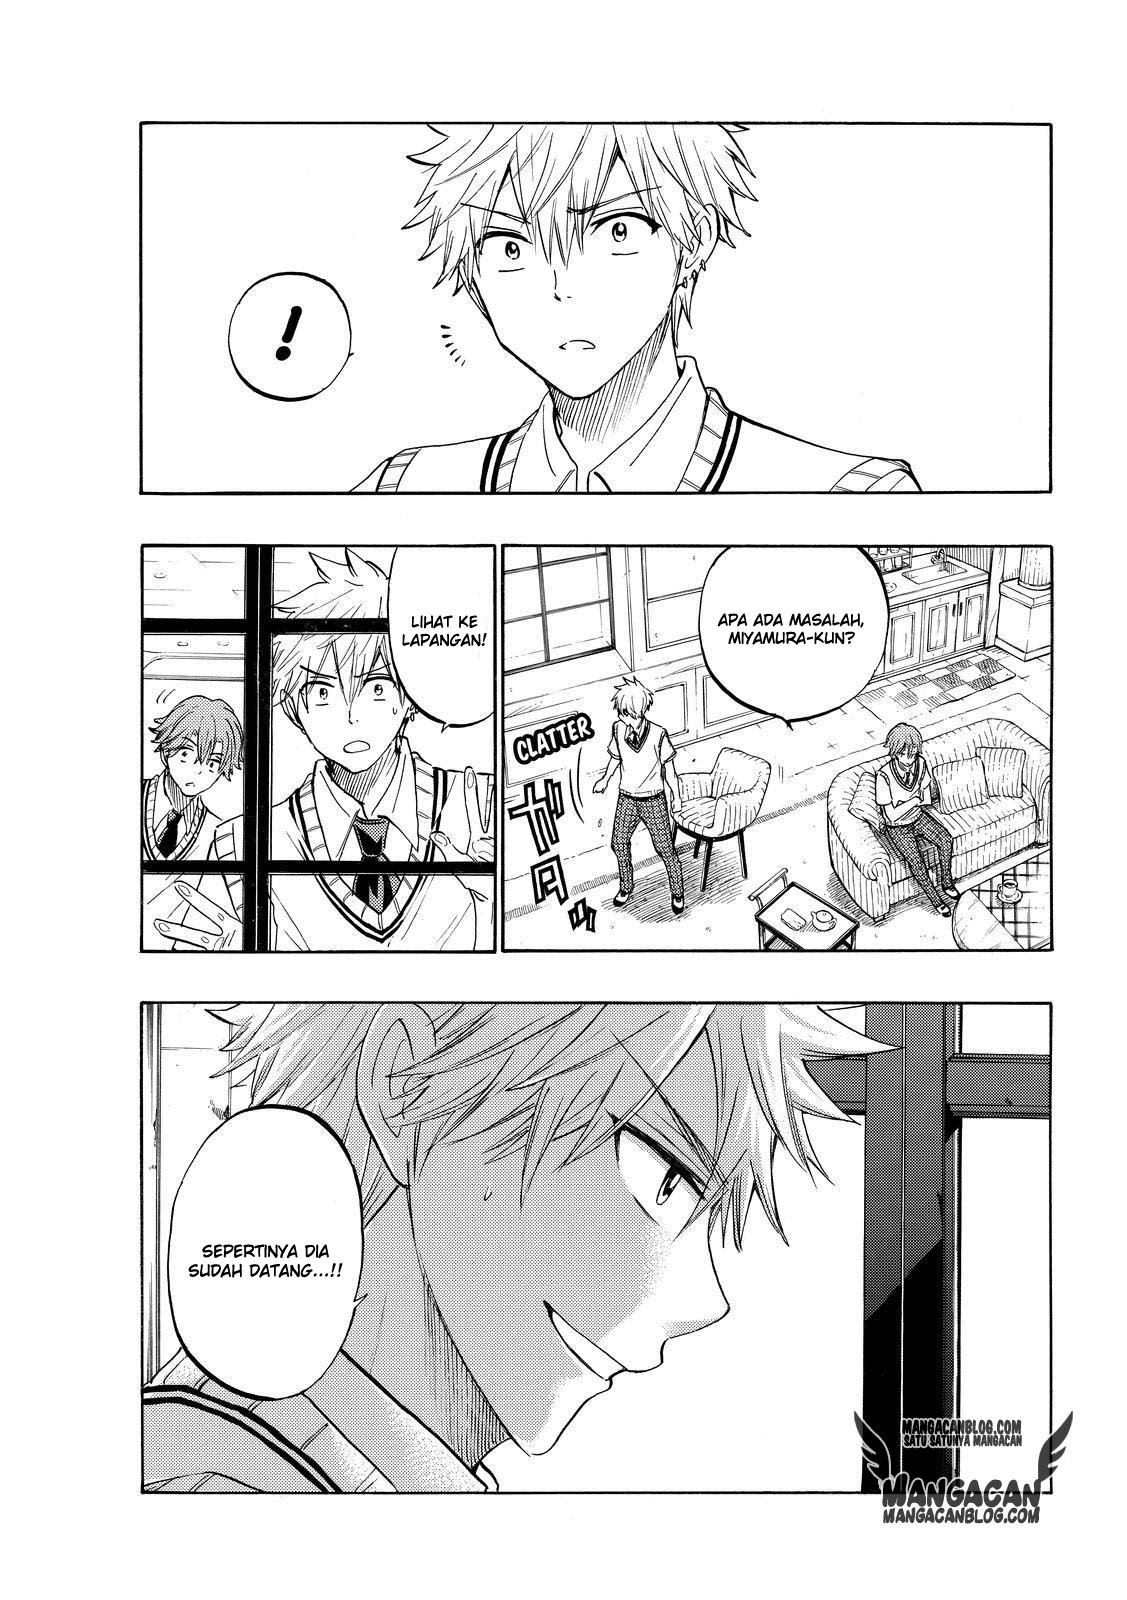 !
APA ADA MASALAH,
MIYAMURA-KUN?
CLATTER
ガタッ
LIHAT KE
LAPANGAN!
SEPERTINYA DIA
SUDAH DATANG...!!
MANGACANBLOG.COM
SATU SATUNYA MANGACAN
MANGACAN
MANGACANBLOG.COM